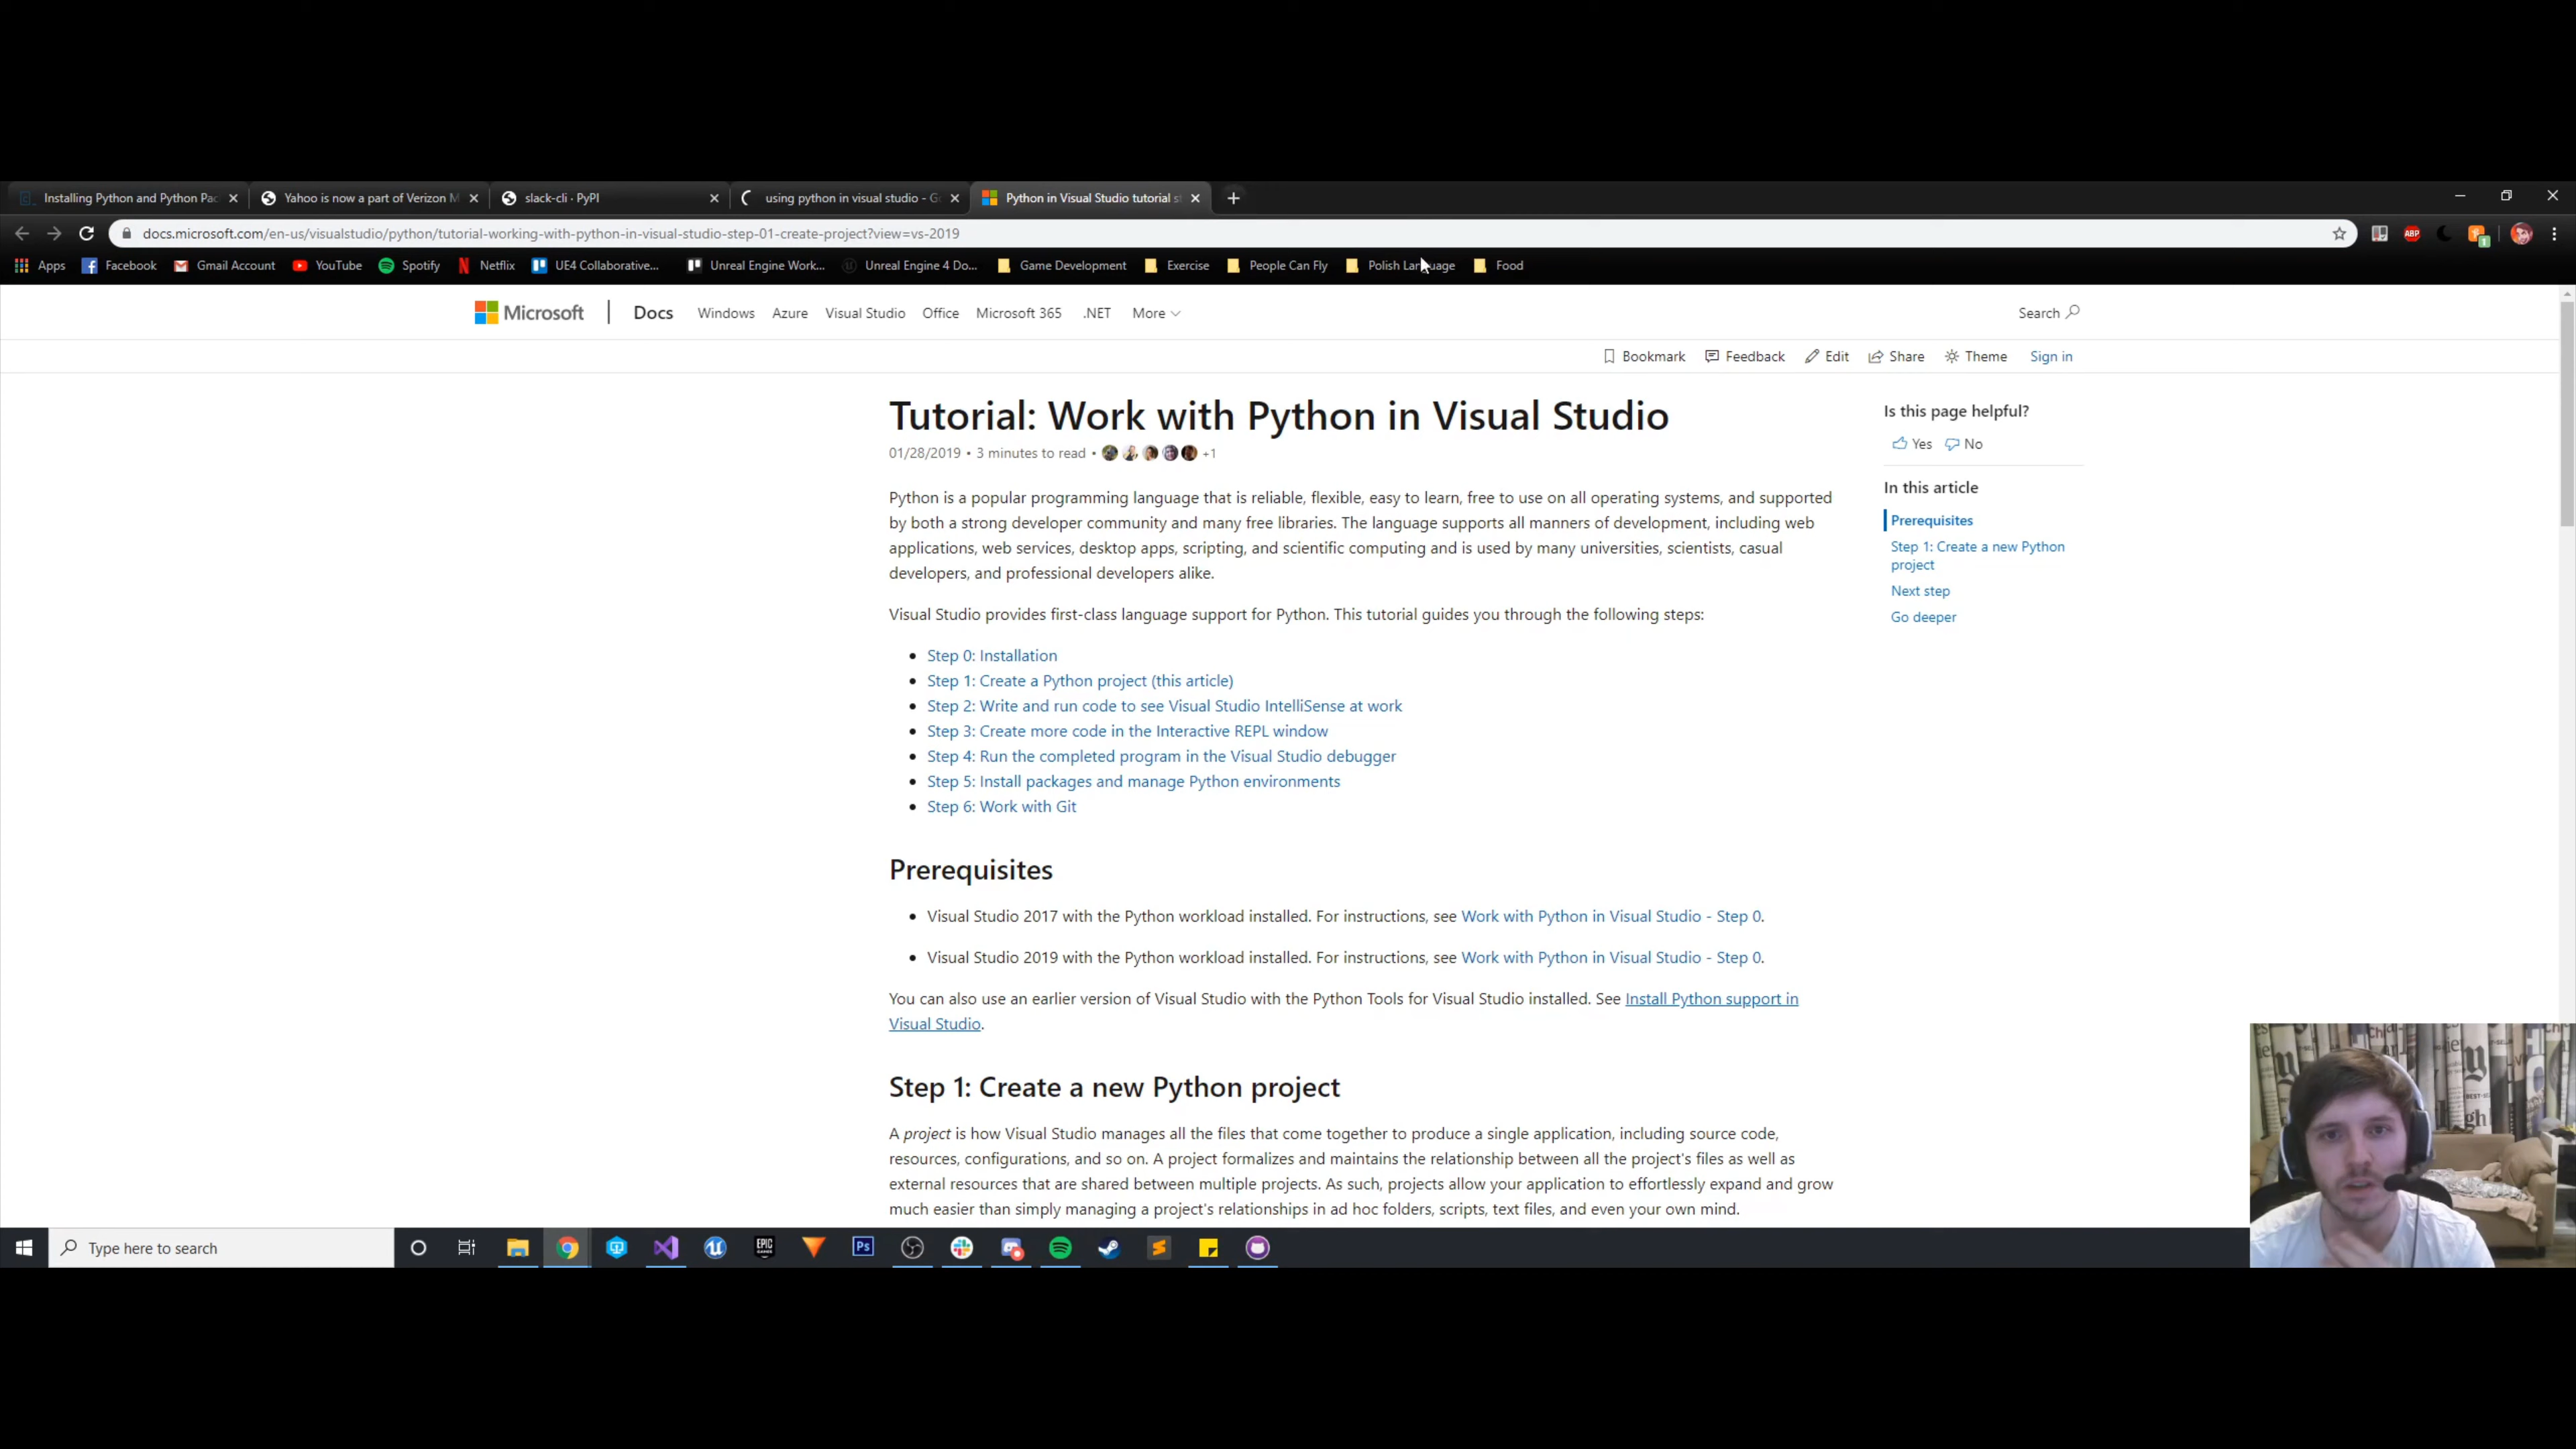 Installing Python and Python Pac
Yahoo is now a part of Verizon M
slack-cli · PyPI
using python in visual studio - Go
Python in Visual Studio tutorial st
docs.microsoft.com/en-us/visualstudio/python/tutorial-working-with-python-in-visual-studio-step-01-create-project?view=vs-2019
ABP
1
Apps Facebook Gmail Account YouTube Spotify Netflix UE4 Collaborative... Unreal Engine Work... Unreal Engine 4 Do... Game Development Exercise People Can Fly Polish Language Food
Microsoft Docs Windows Azure Visual Studio Office Microsoft 365 .NET More Search
Bookmark Feedback Edit Share Theme Sign in
Tutorial: Work with Python in Visual Studio
01/28/2019 • 3 minutes to read • +1
Python is a popular programming language that is reliable, flexible, easy to learn, free to use on all operating systems, and supported
by both a strong developer community and many free libraries. The language supports all manners of development, including web
applications, web services, desktop apps, scripting, and scientific computing and is used by many universities, scientists, casual
developers, and professional developers alike.
Visual Studio provides first-class language support for Python. This tutorial guides you through the following steps:
• Step 0: Installation
• Step 1: Create a Python project (this article)
• Step 2: Write and run code to see Visual Studio IntelliSense at work
• Step 3: Create more code in the Interactive REPL window
• Step 4: Run the completed program in the Visual Studio debugger
• Step 5: Install packages and manage Python environments
• Step 6: Work with Git
Prerequisites
• Visual Studio 2017 with the Python workload installed. For instructions, see Work with Python in Visual Studio - Step 0.
• Visual Studio 2019 with the Python workload installed. For instructions, see Work with Python in Visual Studio - Step 0.
You can also use an earlier version of Visual Studio with the Python Tools for Visual Studio installed. See Install Python support in
Visual Studio.
Step 1: Create a new Python project
A project is how Visual Studio manages all the files that come together to produce a single application, including source code,
resources, configurations, and so on. A project formalizes and maintains the relationship between all the project's files as well as
external resources that are shared between multiple projects. As such, projects allow your application to effortlessly expand and grow
much easier than simply managing a project's relationships in ad hoc folders, scripts, text files, and even your own mind.
Is this page helpful?
Yes No
In this article
Prerequisites
Step 1: Create a new Python
project
Next step
Go deeper
Type here to search
EPIC
GAMES
Ps